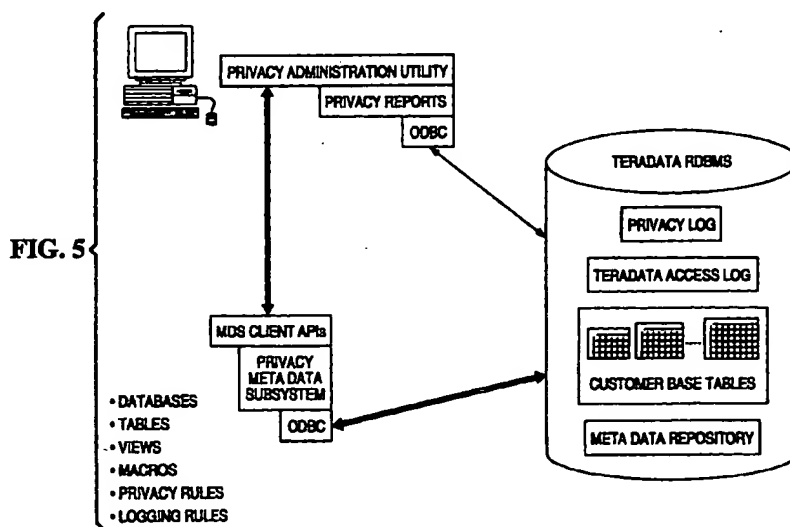 FIG. 5
PRIVACY ADMINISTRATION UTILITY
PRIVACY REPORTS
ODBC
TERADATA RDBMS
PRIVACY LOG
TERADATA ACCESS LOG
CUSTOMER BASE TABLES
META DATA REPOSITORY
MDS CLIENT APIs
PRIVACY
META DATA
SUBSYSTEM
ODBC
• DATABASES
• TABLES
• VIEWS
• MACROS
• PRIVACY RULES
• LOGGING RULES